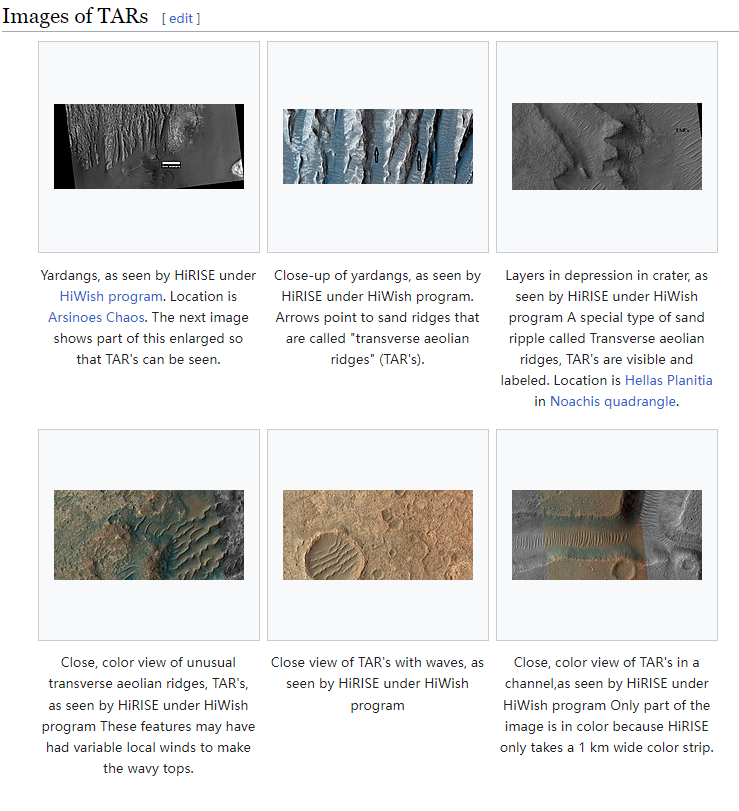 Images of TARs [ edit ]
TAR's
Yardangs, as seen by HiRISE under
HiWish program. Location is
Arsinoes Chaos. The next image
shows part of this enlarged so
that TAR's can be seen.
Close-up of yardangs, as seen by
HiRISE under HiWish program.
Arrows point to sand ridges that
are called "transverse aeolian
ridges" (TAR's).
Layers in depression in crater, as
seen by HiRISE under HiWish
program A special type of sand
ripple called Transverse aeolian
ridges, TAR's are visible and
labeled. Location is Hellas Planitia
in Noachis quadrangle.
Close, color view of unusual
transverse aeolian ridges, TAR's,
as seen by HiRISE under HiWish
program These features may have
had variable local winds to make
the wavy tops.
Close view of TAR's with waves, as
seen by HiRISE under HiWish
program
Close, color view of TAR's in a
channel,as seen by HiRISE under
HiWish program Only part of the
image is in color because HiRISE
only takes a 1 km wide color strip.